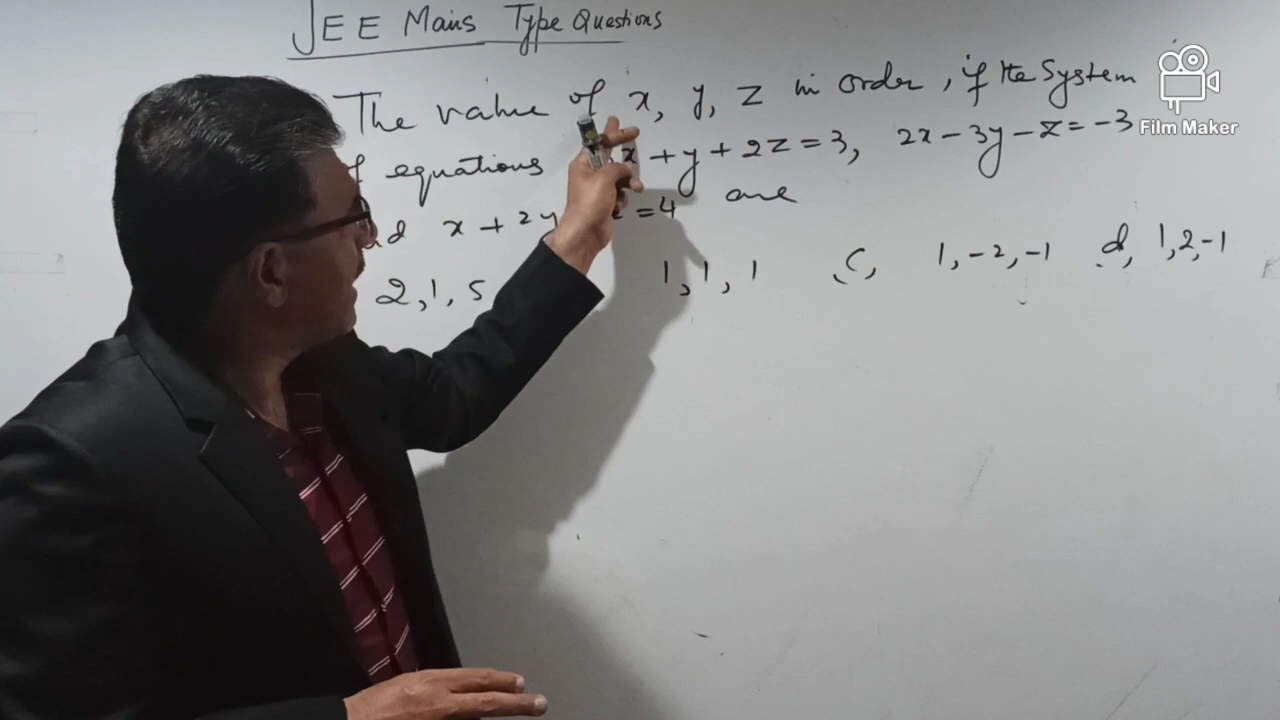 JEE Mains Type Questions
The value of x, y, z in order, if the System
of equations x + y + 2z = 3, 2x - 3y - z = -3
x + 2y = 4 are
2, 1, 5 1, 1, 1 C, 1, -2, -1 d, 1, 2, -1
Film Maker